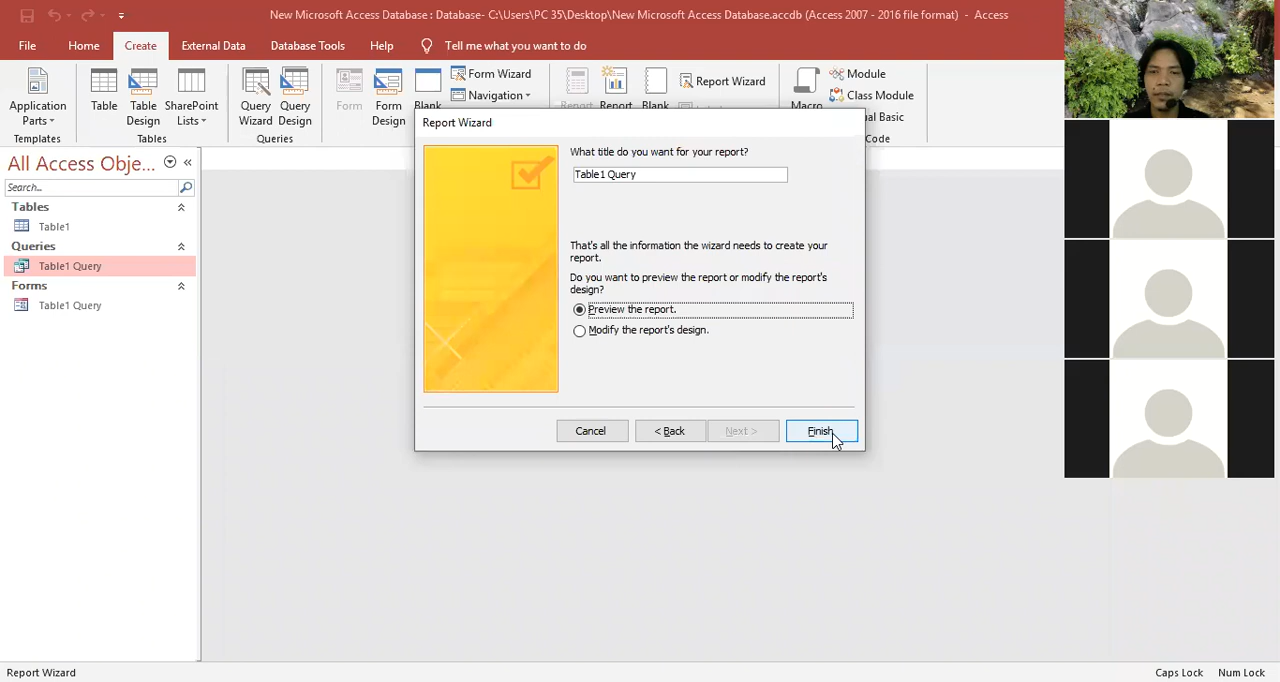 New Microsoft Access Database : Database- C:\Users\PC 35\Desktop\New Microsoft Access Database.accdb (Access 2007 - 2016 file format) - Access
File Home Create External Data Database Tools Help Tell me what you want to do
Application Parts
Templates
Table
Table Design
SharePoint Lists
Tables
Query Wizard
Query Design
Queries
Form
Form Design
Blank
Form Wizard
Navigation
Report
Report
Blank
Report Wizard
Macro
Module
Class Module
ual Basic
Code
All Access Obje...
Search...
Tables
Table1
Queries
Table1 Query
Forms
Table1 Query
Report Wizard
What title do you want for your report?
Table1 Query
That's all the information the wizard needs to create your
report.
Do you want to preview the report or modify the report's
design?
Preview the report.
Modify the report's design.
Cancel < Back Next > Finish
Report Wizard
Caps Lock Num Lock